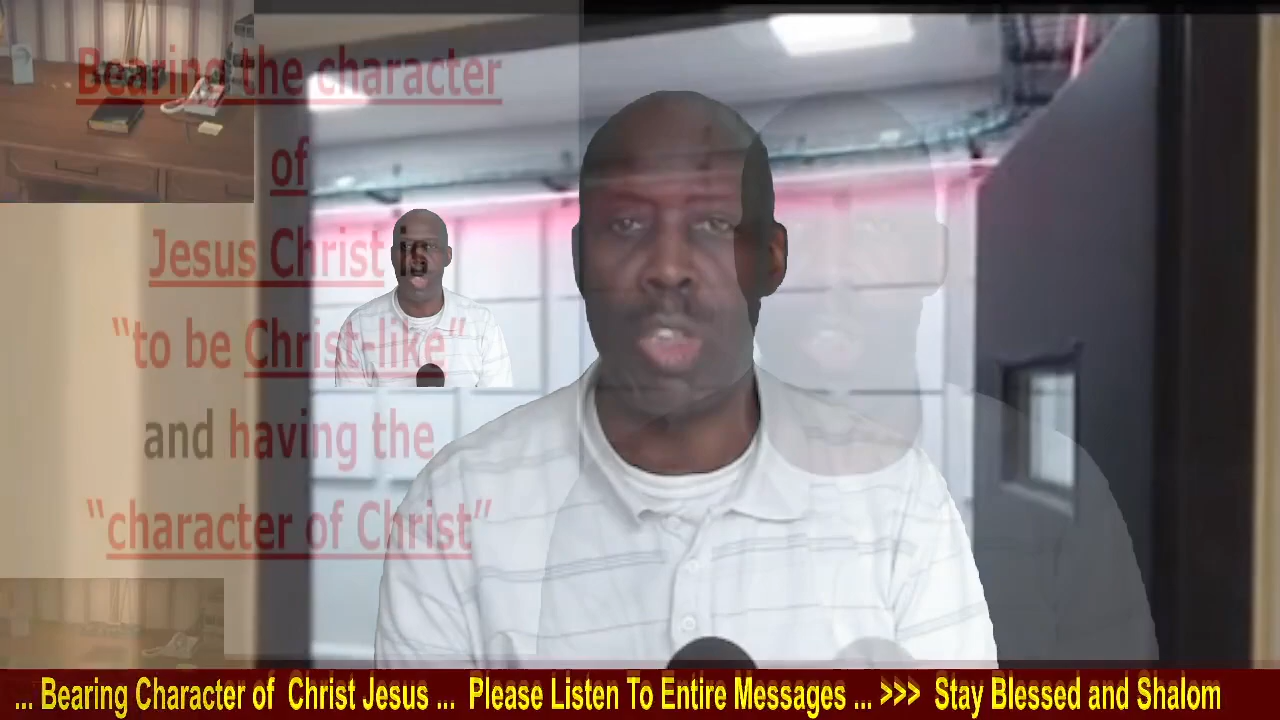 Bearing the character
of
Jesus Christ is
“to be Christ-like”
and having the
“character of Christ”
... Bearing Character of Christ Jesus ... Please Listen To Entire Messages ... >>> Stay Blessed and Shalom